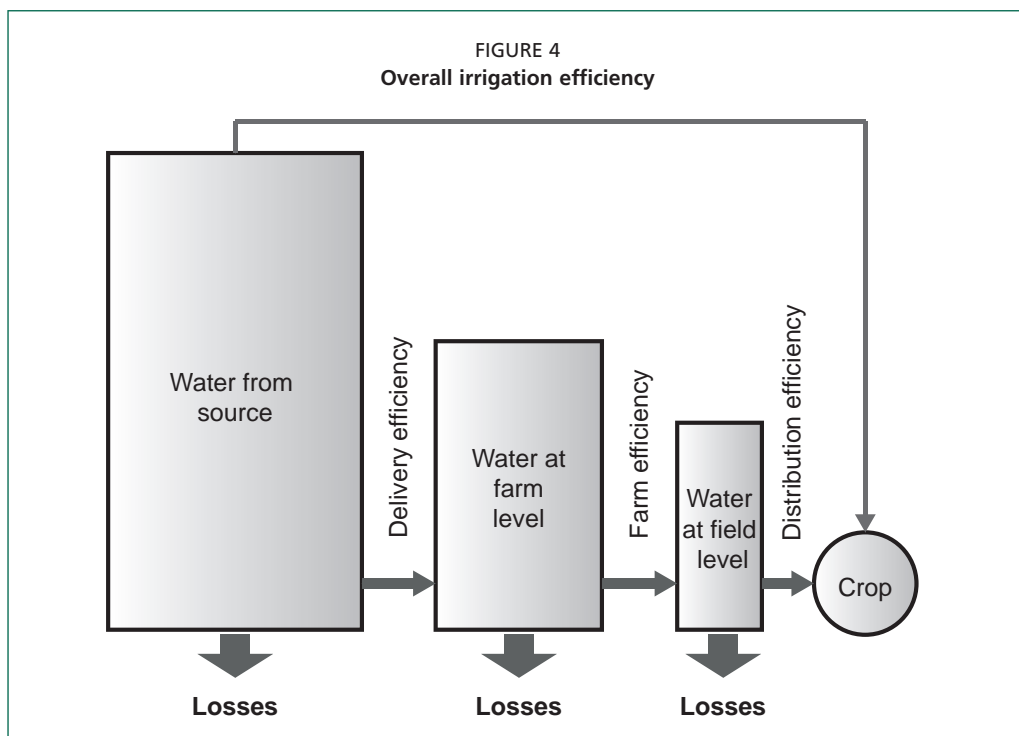 FIGURE 4
Overall irrigation efficiency
Water from
source
Delivery efficiency
Water at
farm
level
Farm efficiency
Water
at field
level
Distribution efficiency
Crop
Losses
Losses
Losses